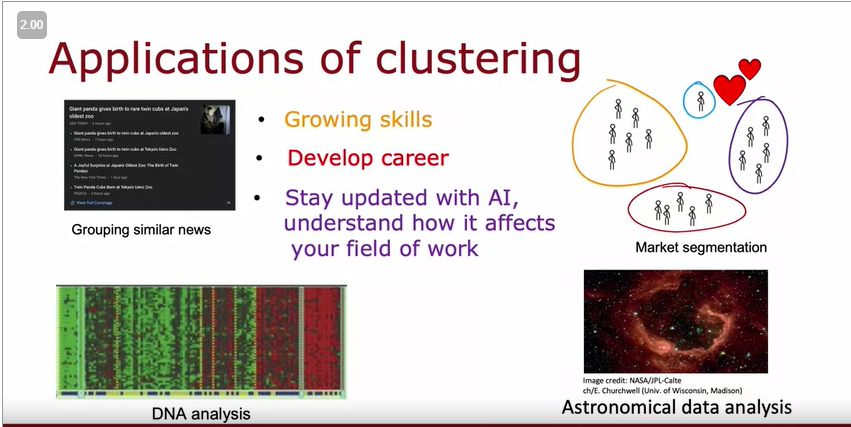 2.00
Applications of clustering
Giant panda gives birth to rare twin cubs at Japan's
oldest zoo
USA TODAY · 6 hours ago
Giant panda gives birth to twin cubs at Japan's oldest zoo
CBS News · 7 hours ago
Giant panda gives birth to twin cubs at Tokyo's Ueno Zoo
WHBL News · 16 hours ago
A Joyful Surprise at Japan's Oldest Zoo: The Birth of Twin
Pandas
The New York Times · 1 hour ago
Twin Panda Cubs Born at Tokyo's Ueno Zoo
PEOPLE · 6 hours ago
View Full Coverage
Grouping similar news
• Growing skills
• Develop career
• Stay updated with AI,
understand how it affects
your field of work
Market segmentation
DNA analysis
Image credit: NASA/JPL-Calte
ch/E. Churchwell (Univ. of Wisconsin, Madison)
Astronomical data analysis